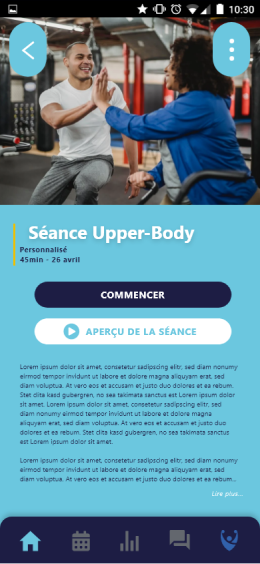 10:30
Séance Upper-Body
Personnalisé
45min - 26 avril
COMMENCER
APERÇU DE LA SÉANCE
Lorem ipsum dolor sit amet, consetetur sadipscing elitr, sed diam nonumy
eirmod tempor invidunt ut labore et dolore magna aliquyam erat, sed
diam voluptua. At vero eos et accusam et justo duo dolores et ea rebum.
Stet clita kasd gubergren, no sea takimata sanctus est Lorem ipsum dolor
sit amet. Lorem ipsum dolor sit amet, consetetur sadipscing elitr, sed
diam nonumy eirmod tempor invidunt ut labore et dolore magna
aliquyam erat, sed diam voluptua. At vero eos et accusam et justo duo
dolores et ea rebum. Stet clita kasd gubergren, no sea takimata sanctus
est Lorem ipsum dolor sit amet.
Lorem ipsum dolor sit amet, consetetur sadipscing elitr, sed diam nonumy
eirmod tempor invidunt ut labore et dolore magna aliquyam erat, sed
diam voluptua. At vero eos et accusam et justo duo dolores et ea rebum...
Lire plus...